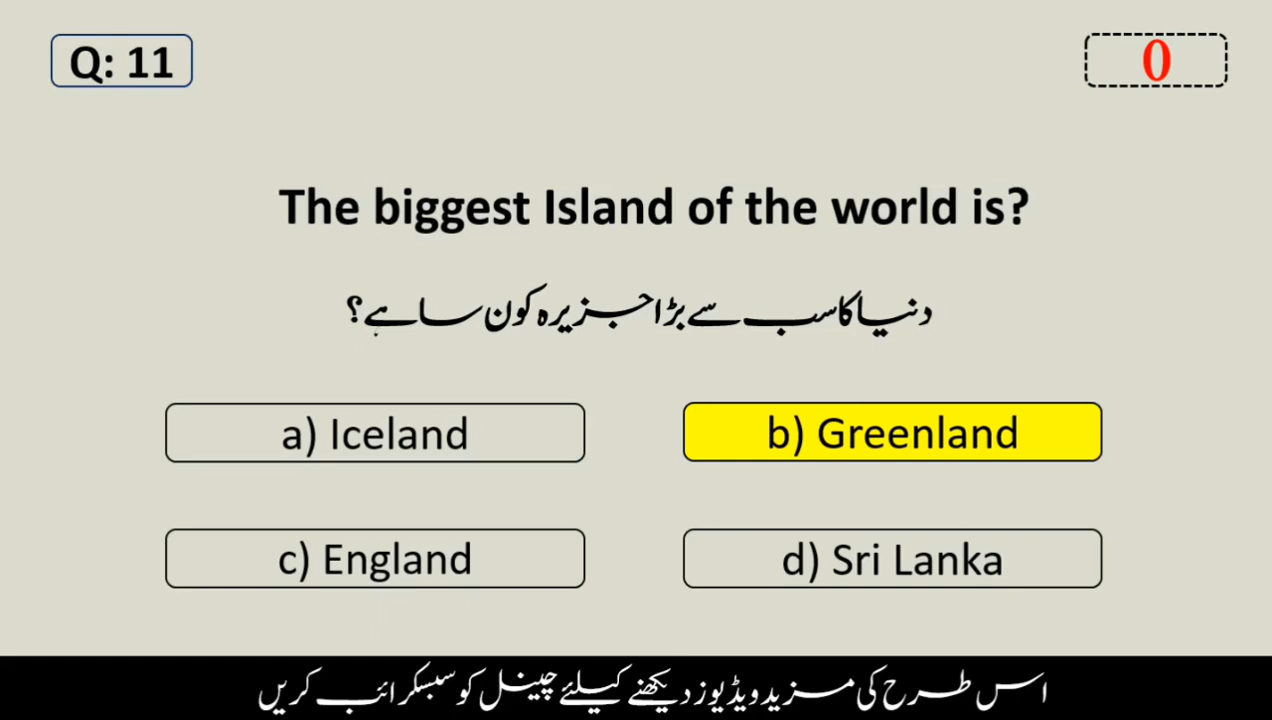 Q: 11
0
The biggest Island of the world is?
دنیا کا سب سے بڑا جزیرہ کون سا ہے؟
a) Iceland
b) Greenland
c) England
d) Sri Lanka
اس طرح کی مزید ویڈیوز دیکھنے کیلئے چینل کو سبسکرائب کریں